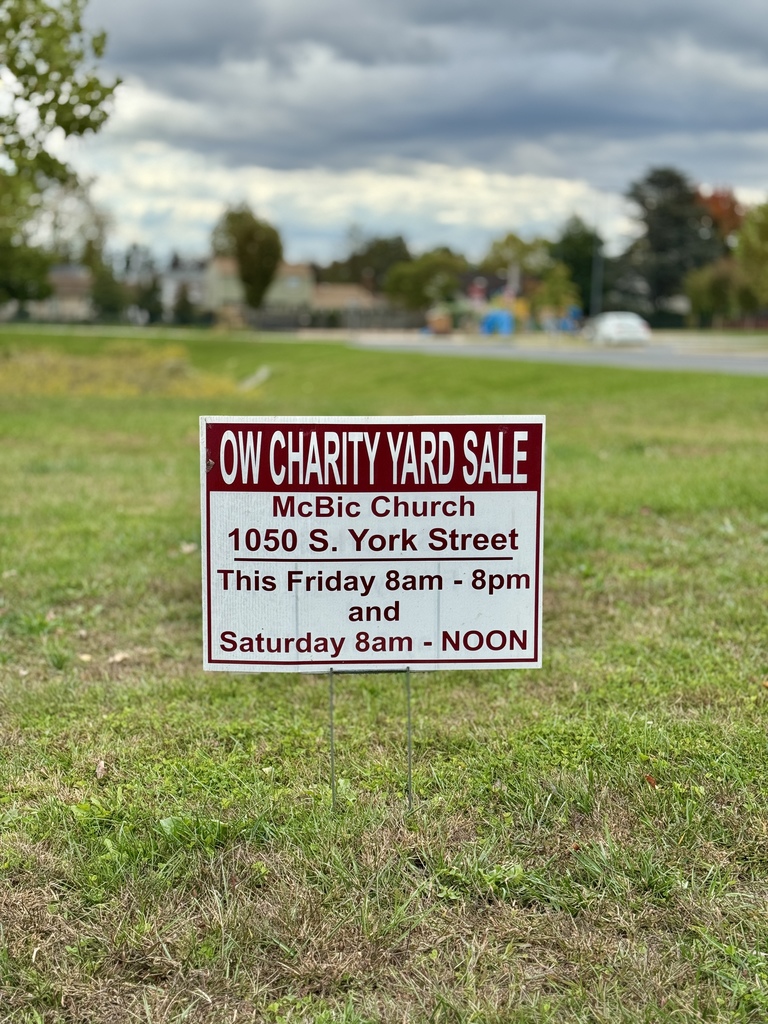 OW CHARITY YARD SALE
McBic Church
1050 S. York Street
This Friday 8am - 8pm
and
Saturday 8am - NOON